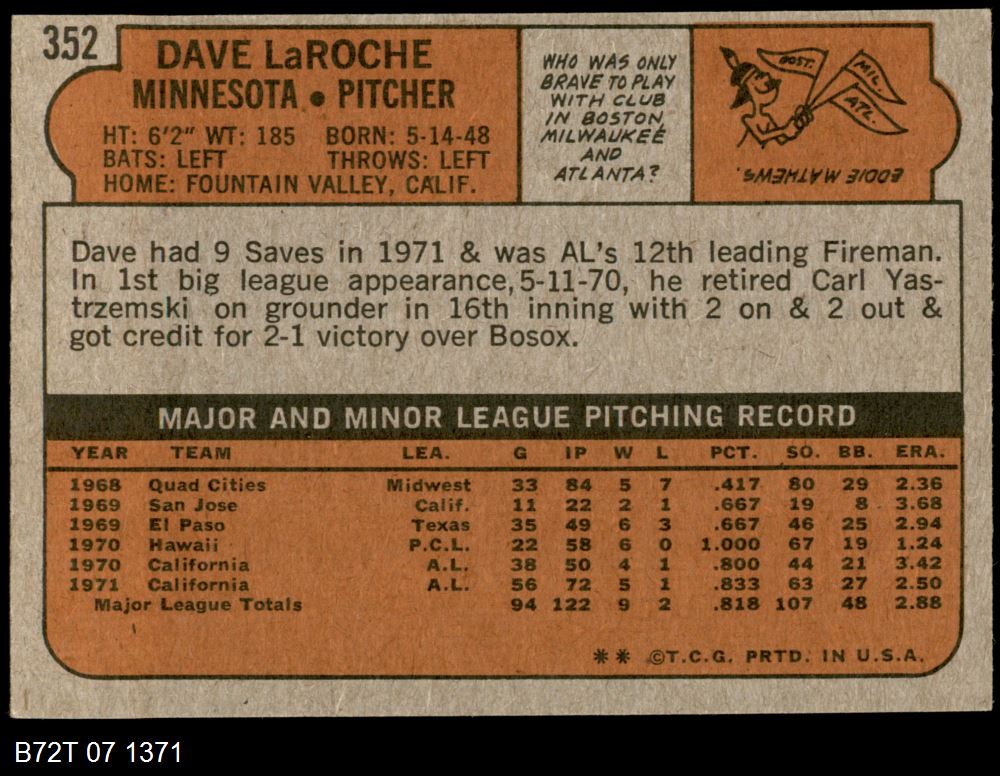 352
DAVE LaROCHE
MINNESOTA • PITCHER
HT: 6'2" WT: 185 BORN: 5-14-48
BATS: LEFT THROWS: LEFT
HOME: FOUNTAIN VALLEY, CALIF.
WHO WAS ONLY
BRAVE TO PLAY
WITH CLUB
IN BOSTON,
MILWAUKEE
AND
ATLANTA?
BOST.
MIL.
ATL.
EDDIE MATHEWS.
Dave had 9 Saves in 1971 & was AL's 12th leading Fireman.
In 1st big league appearance, 5-11-70, he retired Carl Yas-
trzemski on grounder in 16th inning with 2 on & 2 out &
got credit for 2-1 victory over Bosox.
MAJOR AND MINOR LEAGUE PITCHING RECORD
YEAR TEAM LEA. G IP W L PCT. SO. BB. ERA.
1968 Quad Cities Midwest 33 84 5 7 .417 80 29 2.36
1969 San Jose Calif. 11 22 2 1 .667 19 8 3.68
1969 El Paso Texas 35 49 6 3 .667 46 25 2.94
1970 Hawaii P.C.L. 22 58 6 0 1.000 67 19 1.24
1970 California A.L. 38 50 4 1 .800 44 21 3.42
1971 California A.L. 56 72 5 1 .833 63 27 2.50
Major League Totals 94 122 9 2 .818 107 48 2.88
** ©T.C.G. PRTD. IN U.S.A.
B72T 07 1371